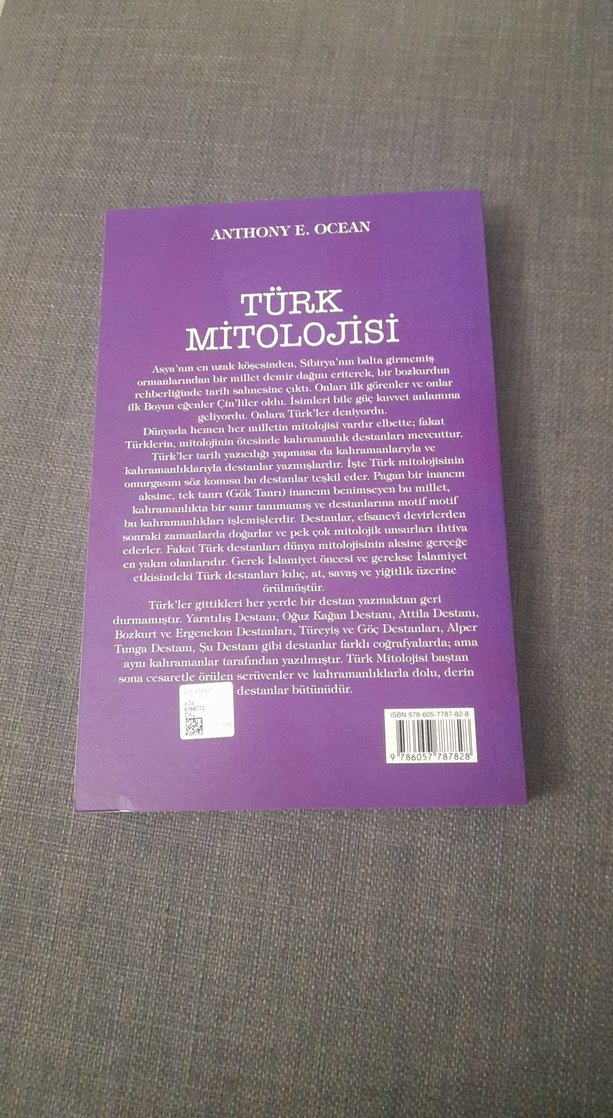 ANTHONY E. OCEAN
TÜRK
MİTOLOJİSİ
Asya'nın en uzak köşesinden, Sibirya'nın balta girmemiş
ormanlarından bir millet demir dağını eriterek, bir bozkurdun
rehberliğinde tarih sahnesine çıktı. Onları ilk görenler ve onlar
ilk Boyun eğenler Çin'liler oldu. İsimleri bile güç kuvvet anlamına
geliyordu. Onlara Türk'ler deniyordu.
Dünyada hemen her milletin mitolojisi vardır elbette; fakat
Türklerin, mitolojinin ötesinde kahramanlık destanları mevcuttur.
Türk'ler tarih yazıcılığı yapmasa da kahramanlarıyla ve
kahramanlıklarıyla destanlar yazmışlardır. İşte Türk mitolojisinin
omurgasını söz konusu bu destanlar teşkil eder. Pagan bir inancın
aksine, tek tanrı (Gök Tanrı) inancını benimseyen bu millet,
kahramanlıkta bir sınır tanımamış ve destanlarına motif motif
bu kahramanlıkları işlemişlerdir. Destanlar, efsanevi devirlerden
sonraki zamanlarda doğarlar ve pek çok mitolojik unsurları ihtiva
ederler. Fakat Türk destanları dünya mitolojisinin aksine gerçeğe
en yakın olanlarıdır. Gerek İslamiyet öncesi ve gerekse İslamiyet
etkisindeki Türk destanları kılıç, at, savaş ve yiğitlik üzerine
örülmüştür.
Türk'ler gittikleri her yerde bir destan yazmaktan geri
durmamıştır. Yaratılış Destanı, Oğuz Kağan Destanı, Attila Destanı,
Bozkurt ve Ergenekon Destanları, Türeyiş ve Göç Destanları, Alper
Tunga Destanı, Şu Destanı gibi destanlar farklı coğrafyalarda; ama
aynı kahramanlar tarafından yazılmıştır. Türk Mitolojisi baştan
sona cesaretle örülen serüvenler ve kahramanlıklarla dolu, derin
destanlar bütünüdür.
ISBN 978-605-7787-82-8
9 786057 787828